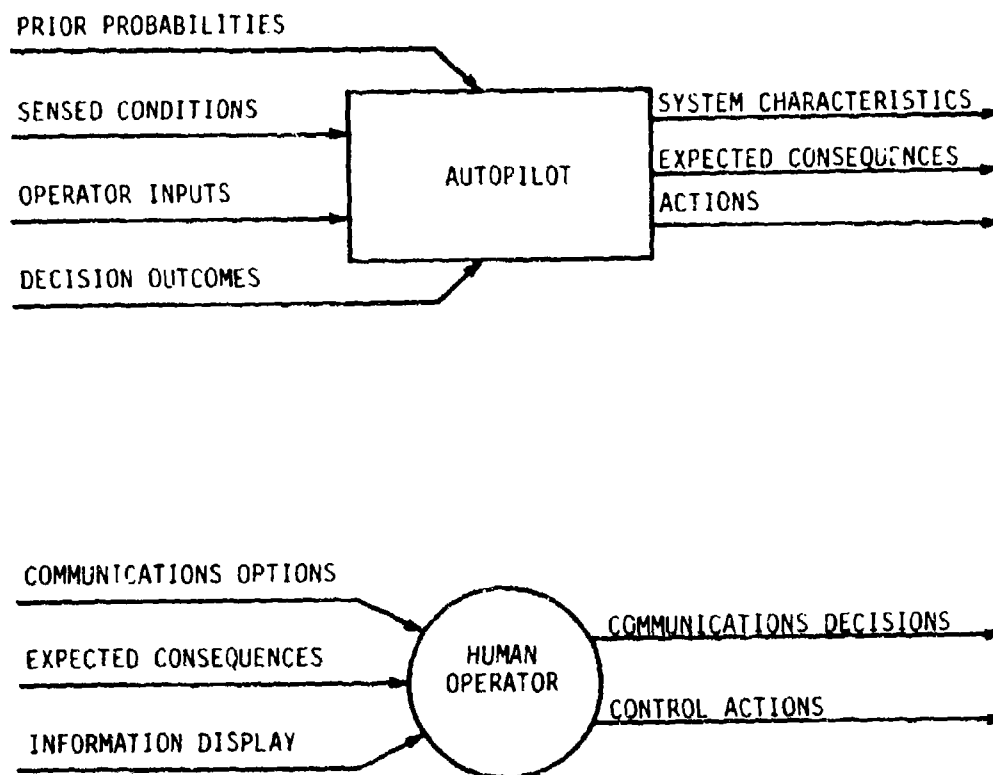 PRIOR PROBABILITIES
SENSED CONDITIONS
OPERATOR INPUTS
DECISION OUTCOMES
AUTOPILOT
SYSTEM CHARACTERISTICS
EXPECTED CONSEQUENCES
ACTIONS
COMMUNICATIONS OPTIONS
EXPECTED CONSEQUENCES
INFORMATION DISPLAY
HUMAN
OPERATOR
COMMUNICATIONS DECISIONS
CONTROL ACTIONS